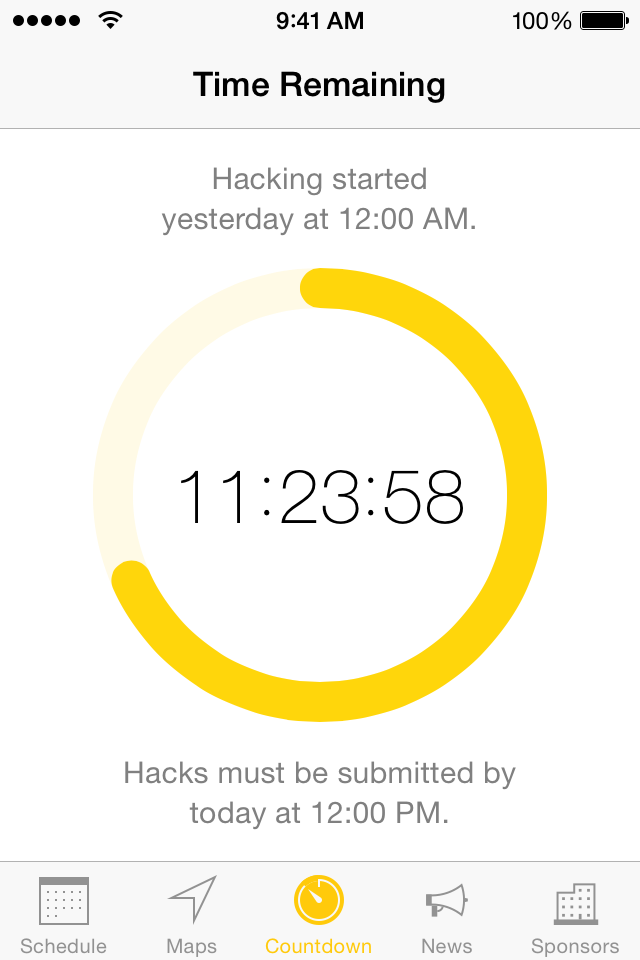 9:41 AM 100%
Time Remaining
Hacking started
yesterday at 12:00 AM.
11:23:58
Hacks must be submitted by
today at 12:00 PM.
Schedule Maps Countdown News Sponsors